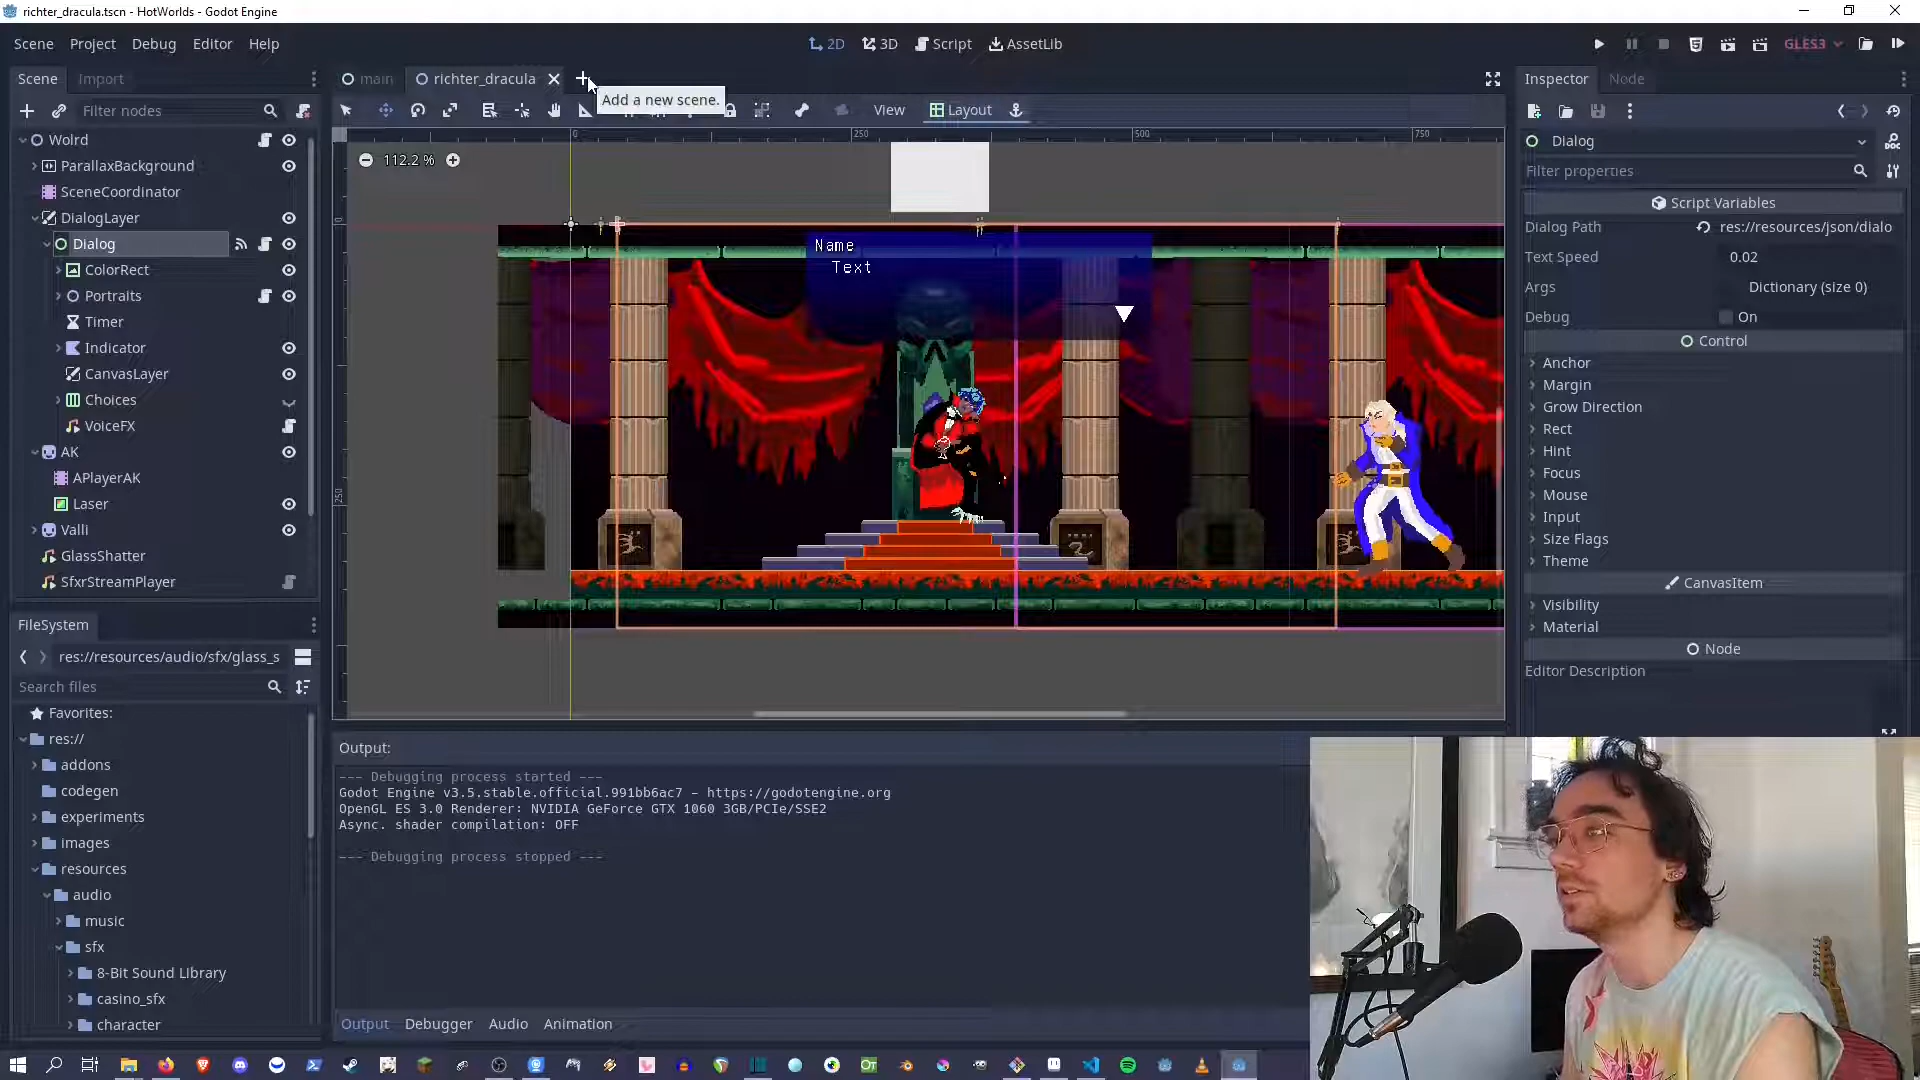 richter_dracula.tscn - HotWorlds - Godot Engine
Scene Project Debug Editor Help
2D 3D Script AssetLib
GLES3
Scene Import
main richter_dracula
Add a new scene.
Inspector Node
Filter nodes
View Layout
Wolrd
ParallaxBackground
SceneCoordinator
DialogLayer
Dialog
ColorRect
Portraits
Timer
Indicator
CanvasLayer
Choices
VoiceFX
AK
APlayerAK
Laser
Valli
GlassShatter
SfxrStreamPlayer
0 250 500 750
0
250
112.2 %
Name
Text
Dialog
Filter properties
Script Variables
Dialog Path res://resources/json/dialo
Text Speed 0.02
Args Dictionary (size 0)
Debug On
Control
Anchor
Margin
Grow Direction
Rect
Hint
Focus
Mouse
Input
Size Flags
Theme
CanvasItem
Visibility
Material
Node
Editor Description
FileSystem
res://resources/audio/sfx/glass_s
Search files
Favorites:
res://
addons
codegen
experiments
images
resources
audio
music
sfx
8-Bit Sound Library
casino_sfx
character
Output:
--- Debugging process started ---
Godot Engine v3.5.stable.official.991bb6ac7 - https://godotengine.org
OpenGL ES 3.0 Renderer: NVIDIA GeForce GTX 1060 3GB/PCIe/SSE2
Async. shader compilation: OFF
--- Debugging process stopped ---
Output Debugger Audio Animation